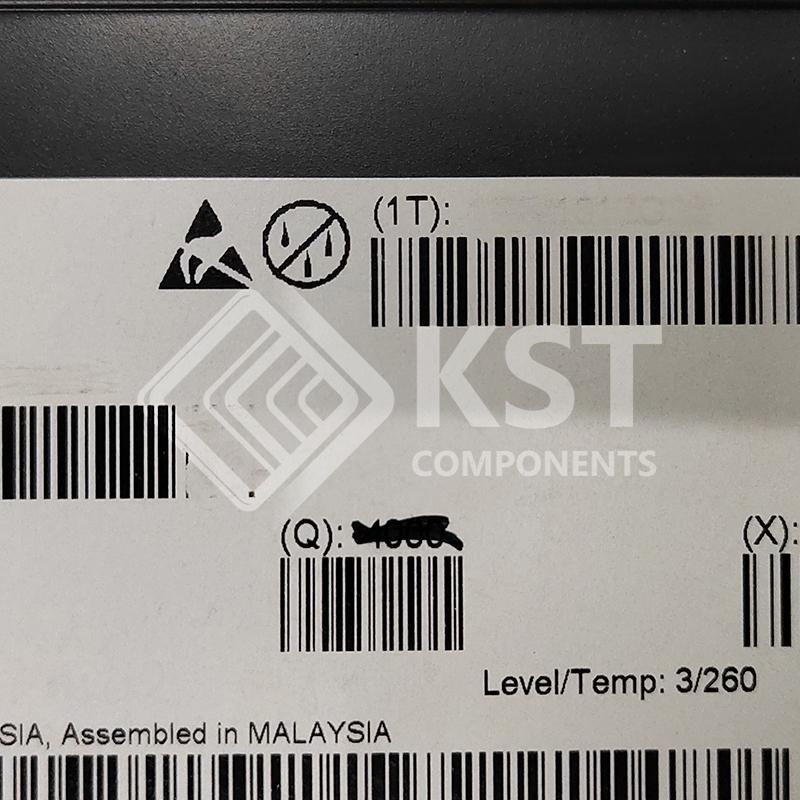 (1T):
KST
COMPONENTS
(Q):
(X):
Level/Temp: 3/260
SIA, Assembled in MALAYSIA